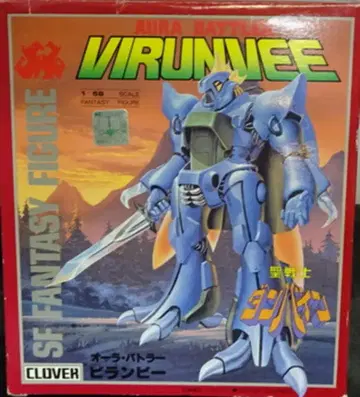 AURA BATTLER
VIRUNVEE
1/58 SCALE
FANTASY FIGURE
SF FANTASY FIGURE
聖戦士
ダンバイン
オーラ・バトラー
ビランビー
CLOVER